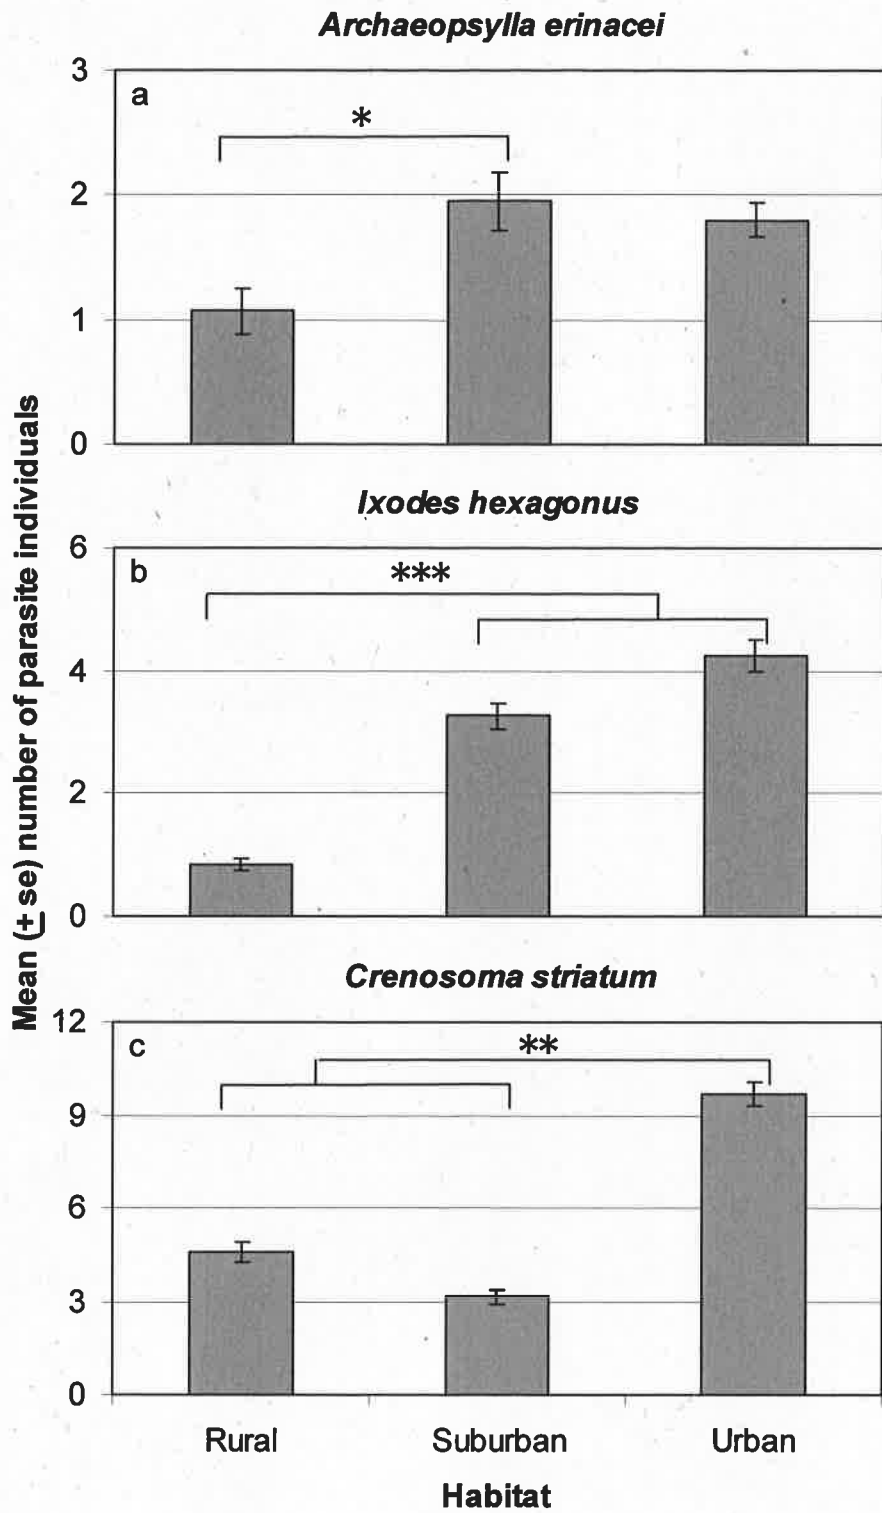 Archaeopsylla erinacei
a
*
3
2
1
0
Ixodes hexagonus
b
***
6
4
2
0
Crenosoma striatum
c
**
12
9
6
3
0
Rural Suburban Urban
Habitat
Mean (± se) number of parasite individuals